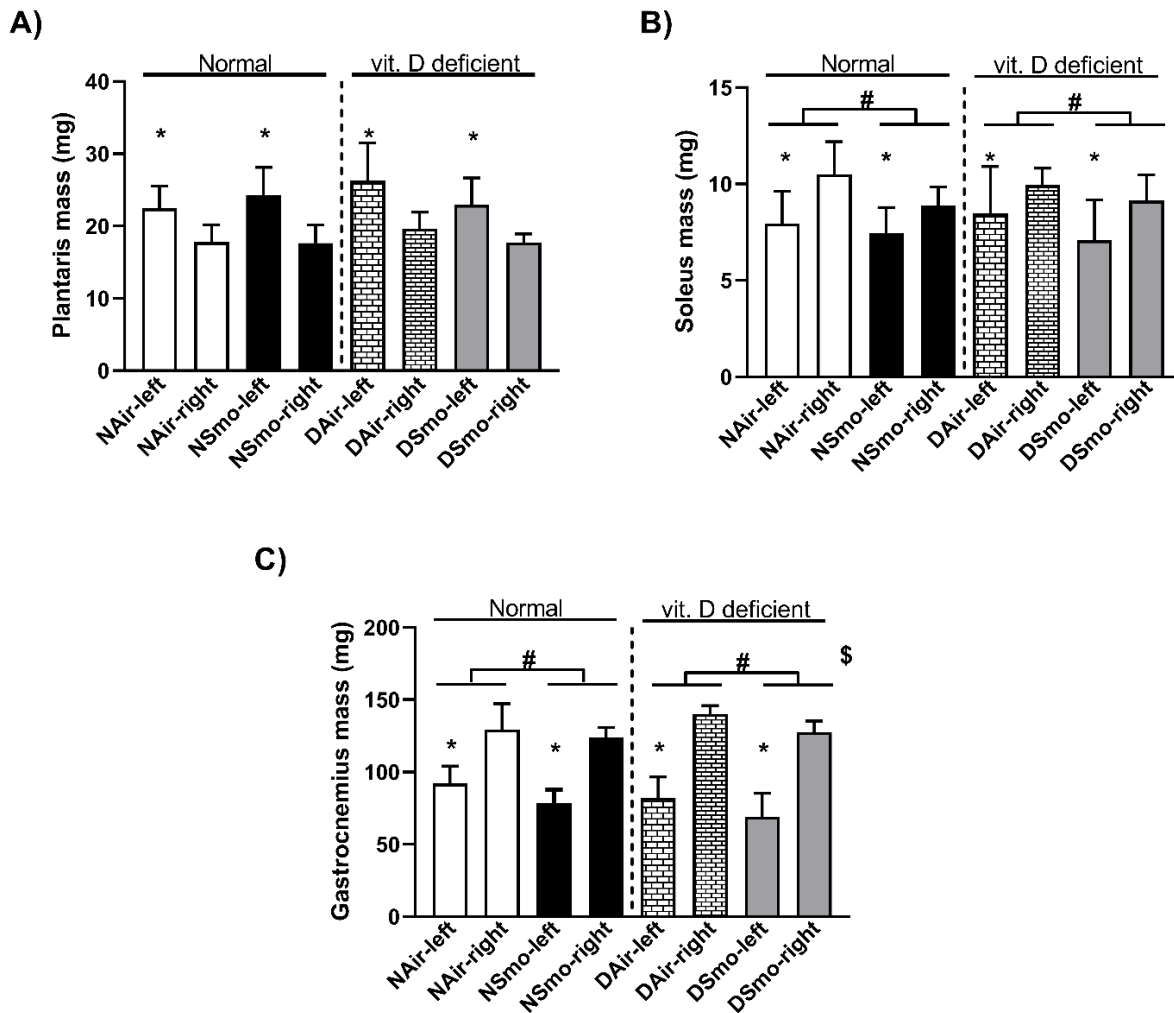 A)
Normal
vit. D deficient
Plantaris mass (mg)
40
30
20
10
0
* * * *
NAir-left
NAir-right
NSmo-left
NSmo-right
DAir-left
DAir-right
DSmo-left
DSmo-right
B)
Normal
vit. D deficient
Soleus mass (mg)
15
10
5
0
# #
* * * *
NAir-left
NAir-right
NSmo-left
NSmo-right
DAir-left
DAir-right
DSmo-left
DSmo-right
C)
Normal
vit. D deficient
Gastrocnemius mass (mg)
200
150
100
50
0
# # $
* * * *
NAir-left
NAir-right
NSmo-left
NSmo-right
DAir-left
DAir-right
DSmo-left
DSmo-right